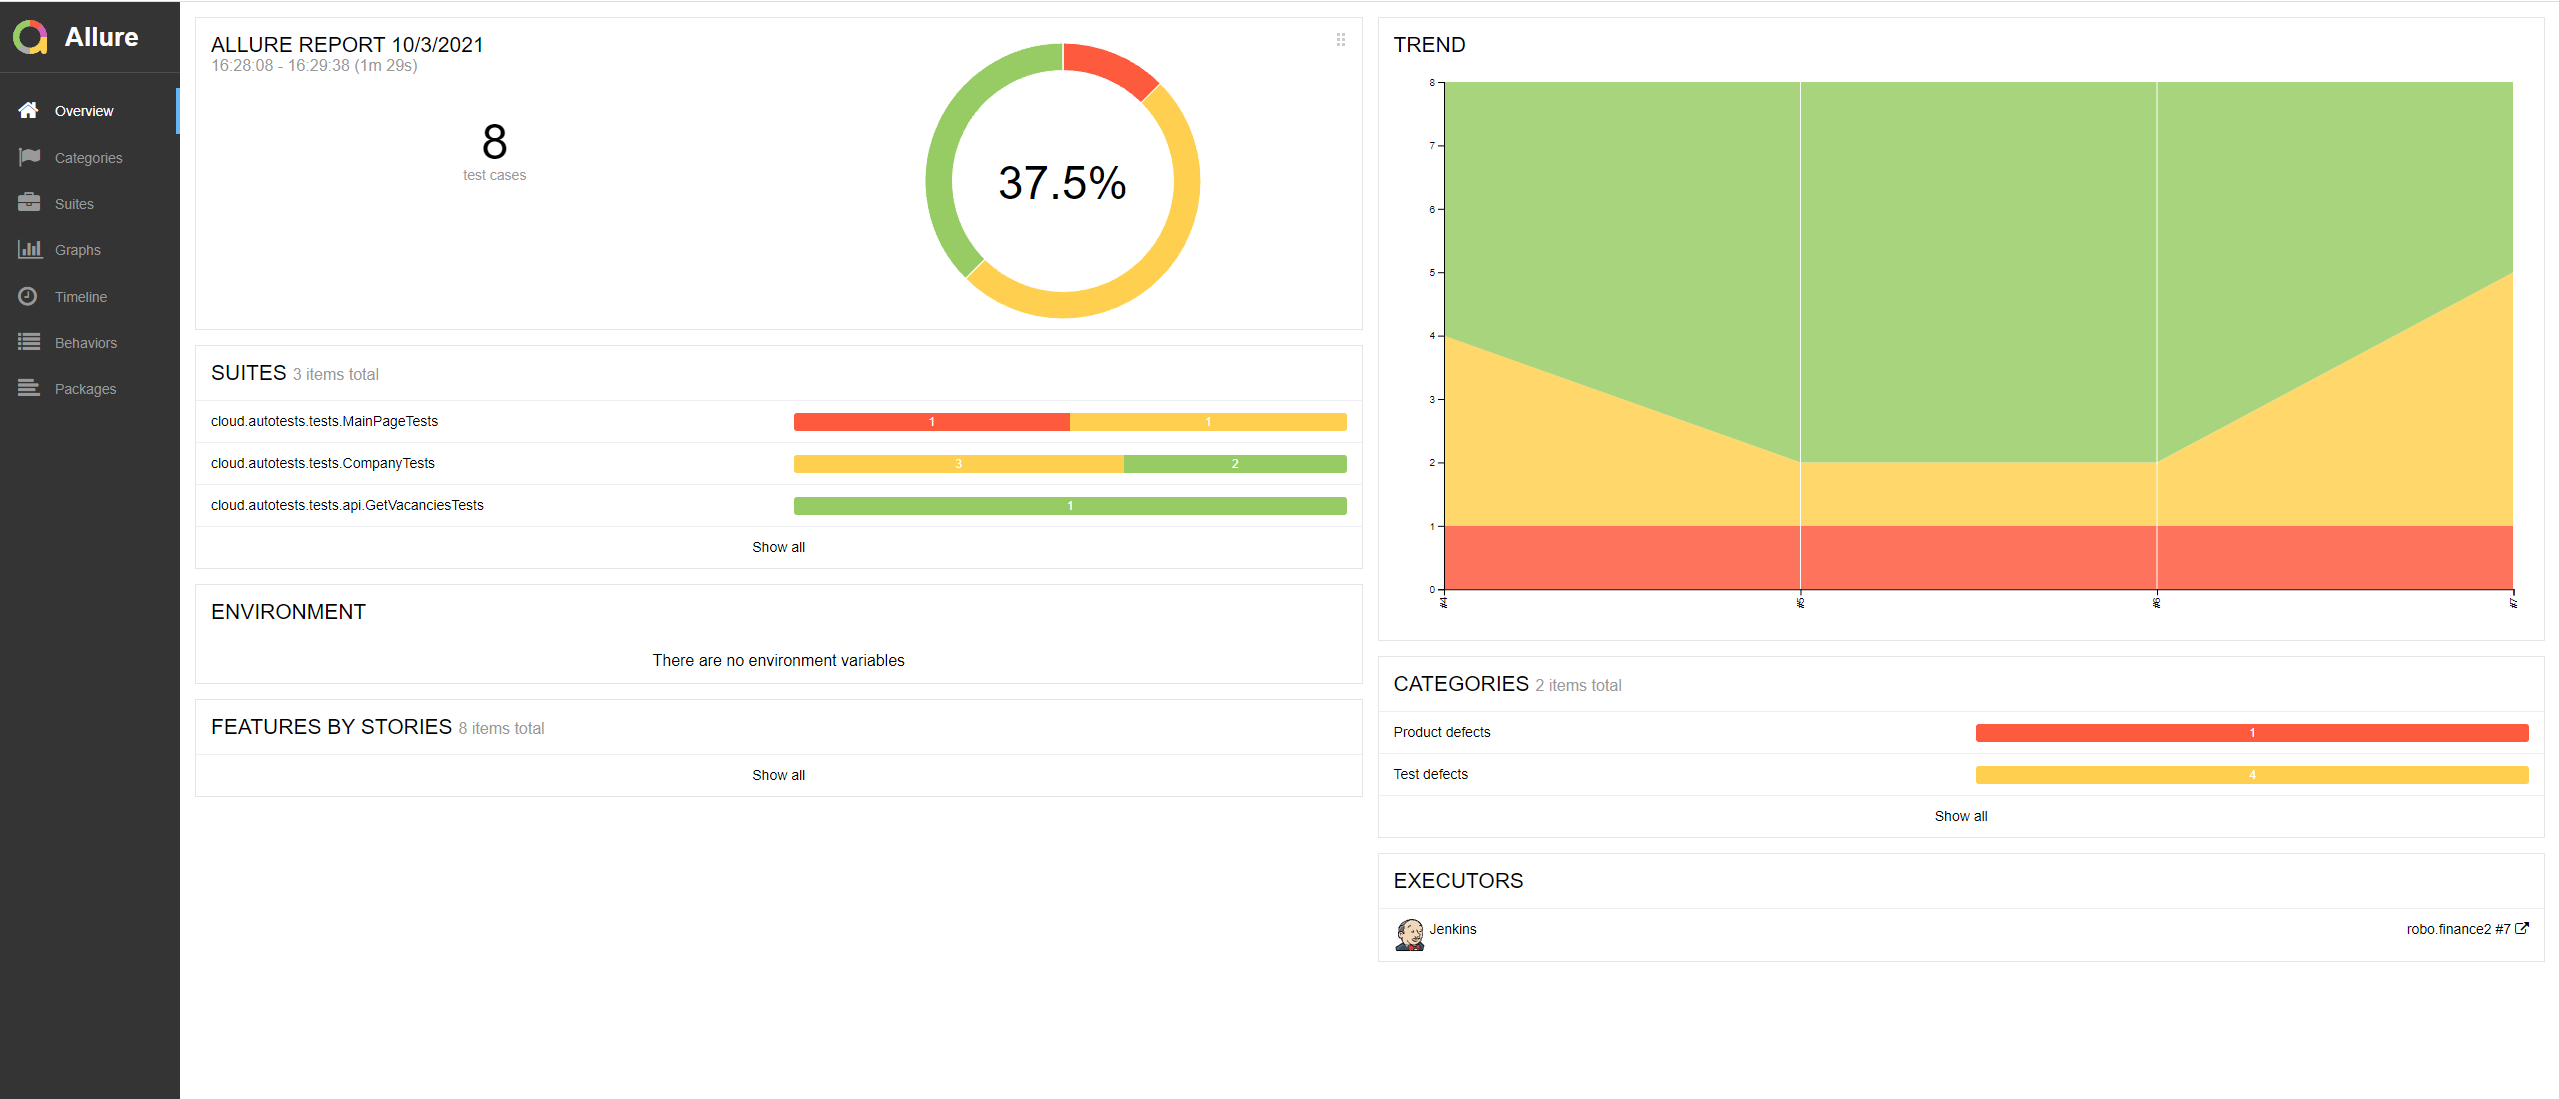 Allure
Overview
Categories
Suites
Graphs
Timeline
Behaviors
Packages
ALLURE REPORT 10/3/2021
16:28:08 - 16:29:38 (1m 29s)
8
test cases
37.5%
SUITES 3 items total
cloud.autotests.tests.MainPageTests 1 1
cloud.autotests.tests.CompanyTests 3 2
cloud.autotests.tests.api.GetVacanciesTests 1
Show all
ENVIRONMENT
There are no environment variables
FEATURES BY STORIES 8 items total
Show all
TREND
8
7
6
5
4
3
2
1
0
#4 #5 #6 #7
CATEGORIES 2 items total
Product defects 1
Test defects 4
Show all
EXECUTORS
Jenkins robo.finance2 #7